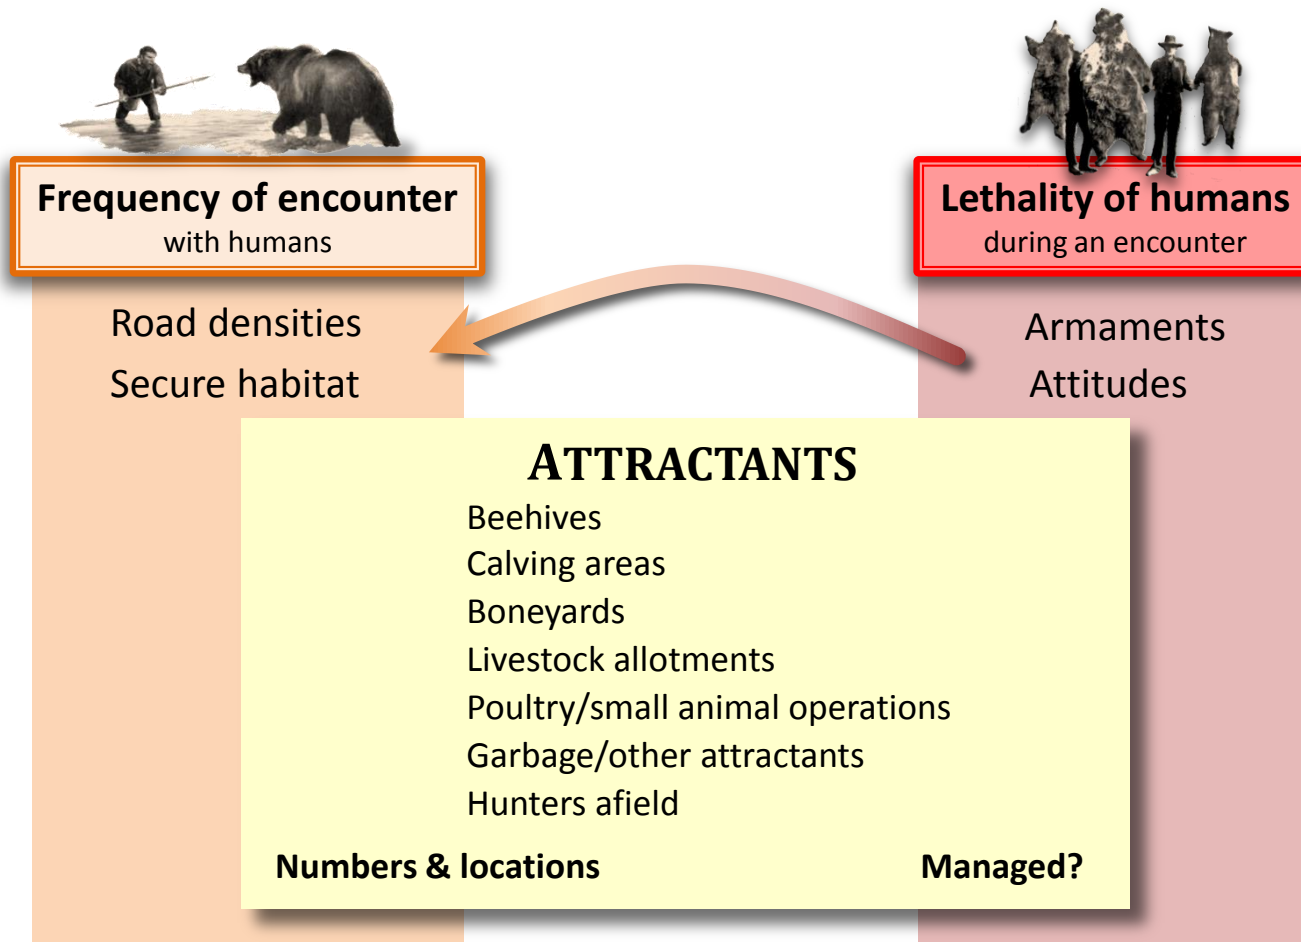 Frequency of encounter
with humans
Lethality of humans
during an encounter
Road densities
Secure habitat
Armaments
Attitudes
ATTRACTANTS
Beehives
Calving areas
Boneyards
Livestock allotments
Poultry/small animal operations
Garbage/other attractants
Hunters afield
Numbers & locations
Managed?